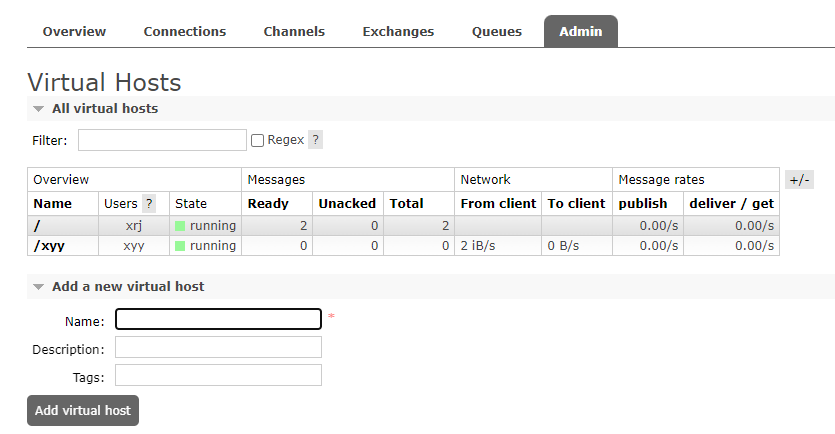 Overview Connections Channels Exchanges Queues Admin
Virtual Hosts
All virtual hosts
Filter: Regex ?
Overview Messages Network Message rates +/-
Name Users ? State Ready Unacked Total From client To client publish deliver / get
/ xrj running 2 0 2 0.00/s 0.00/s
/xyy xyy running 0 0 0 2 iB/s 0 B/s 0.00/s 0.00/s
Add a new virtual host
Name: *
Description:
Tags:
Add virtual host